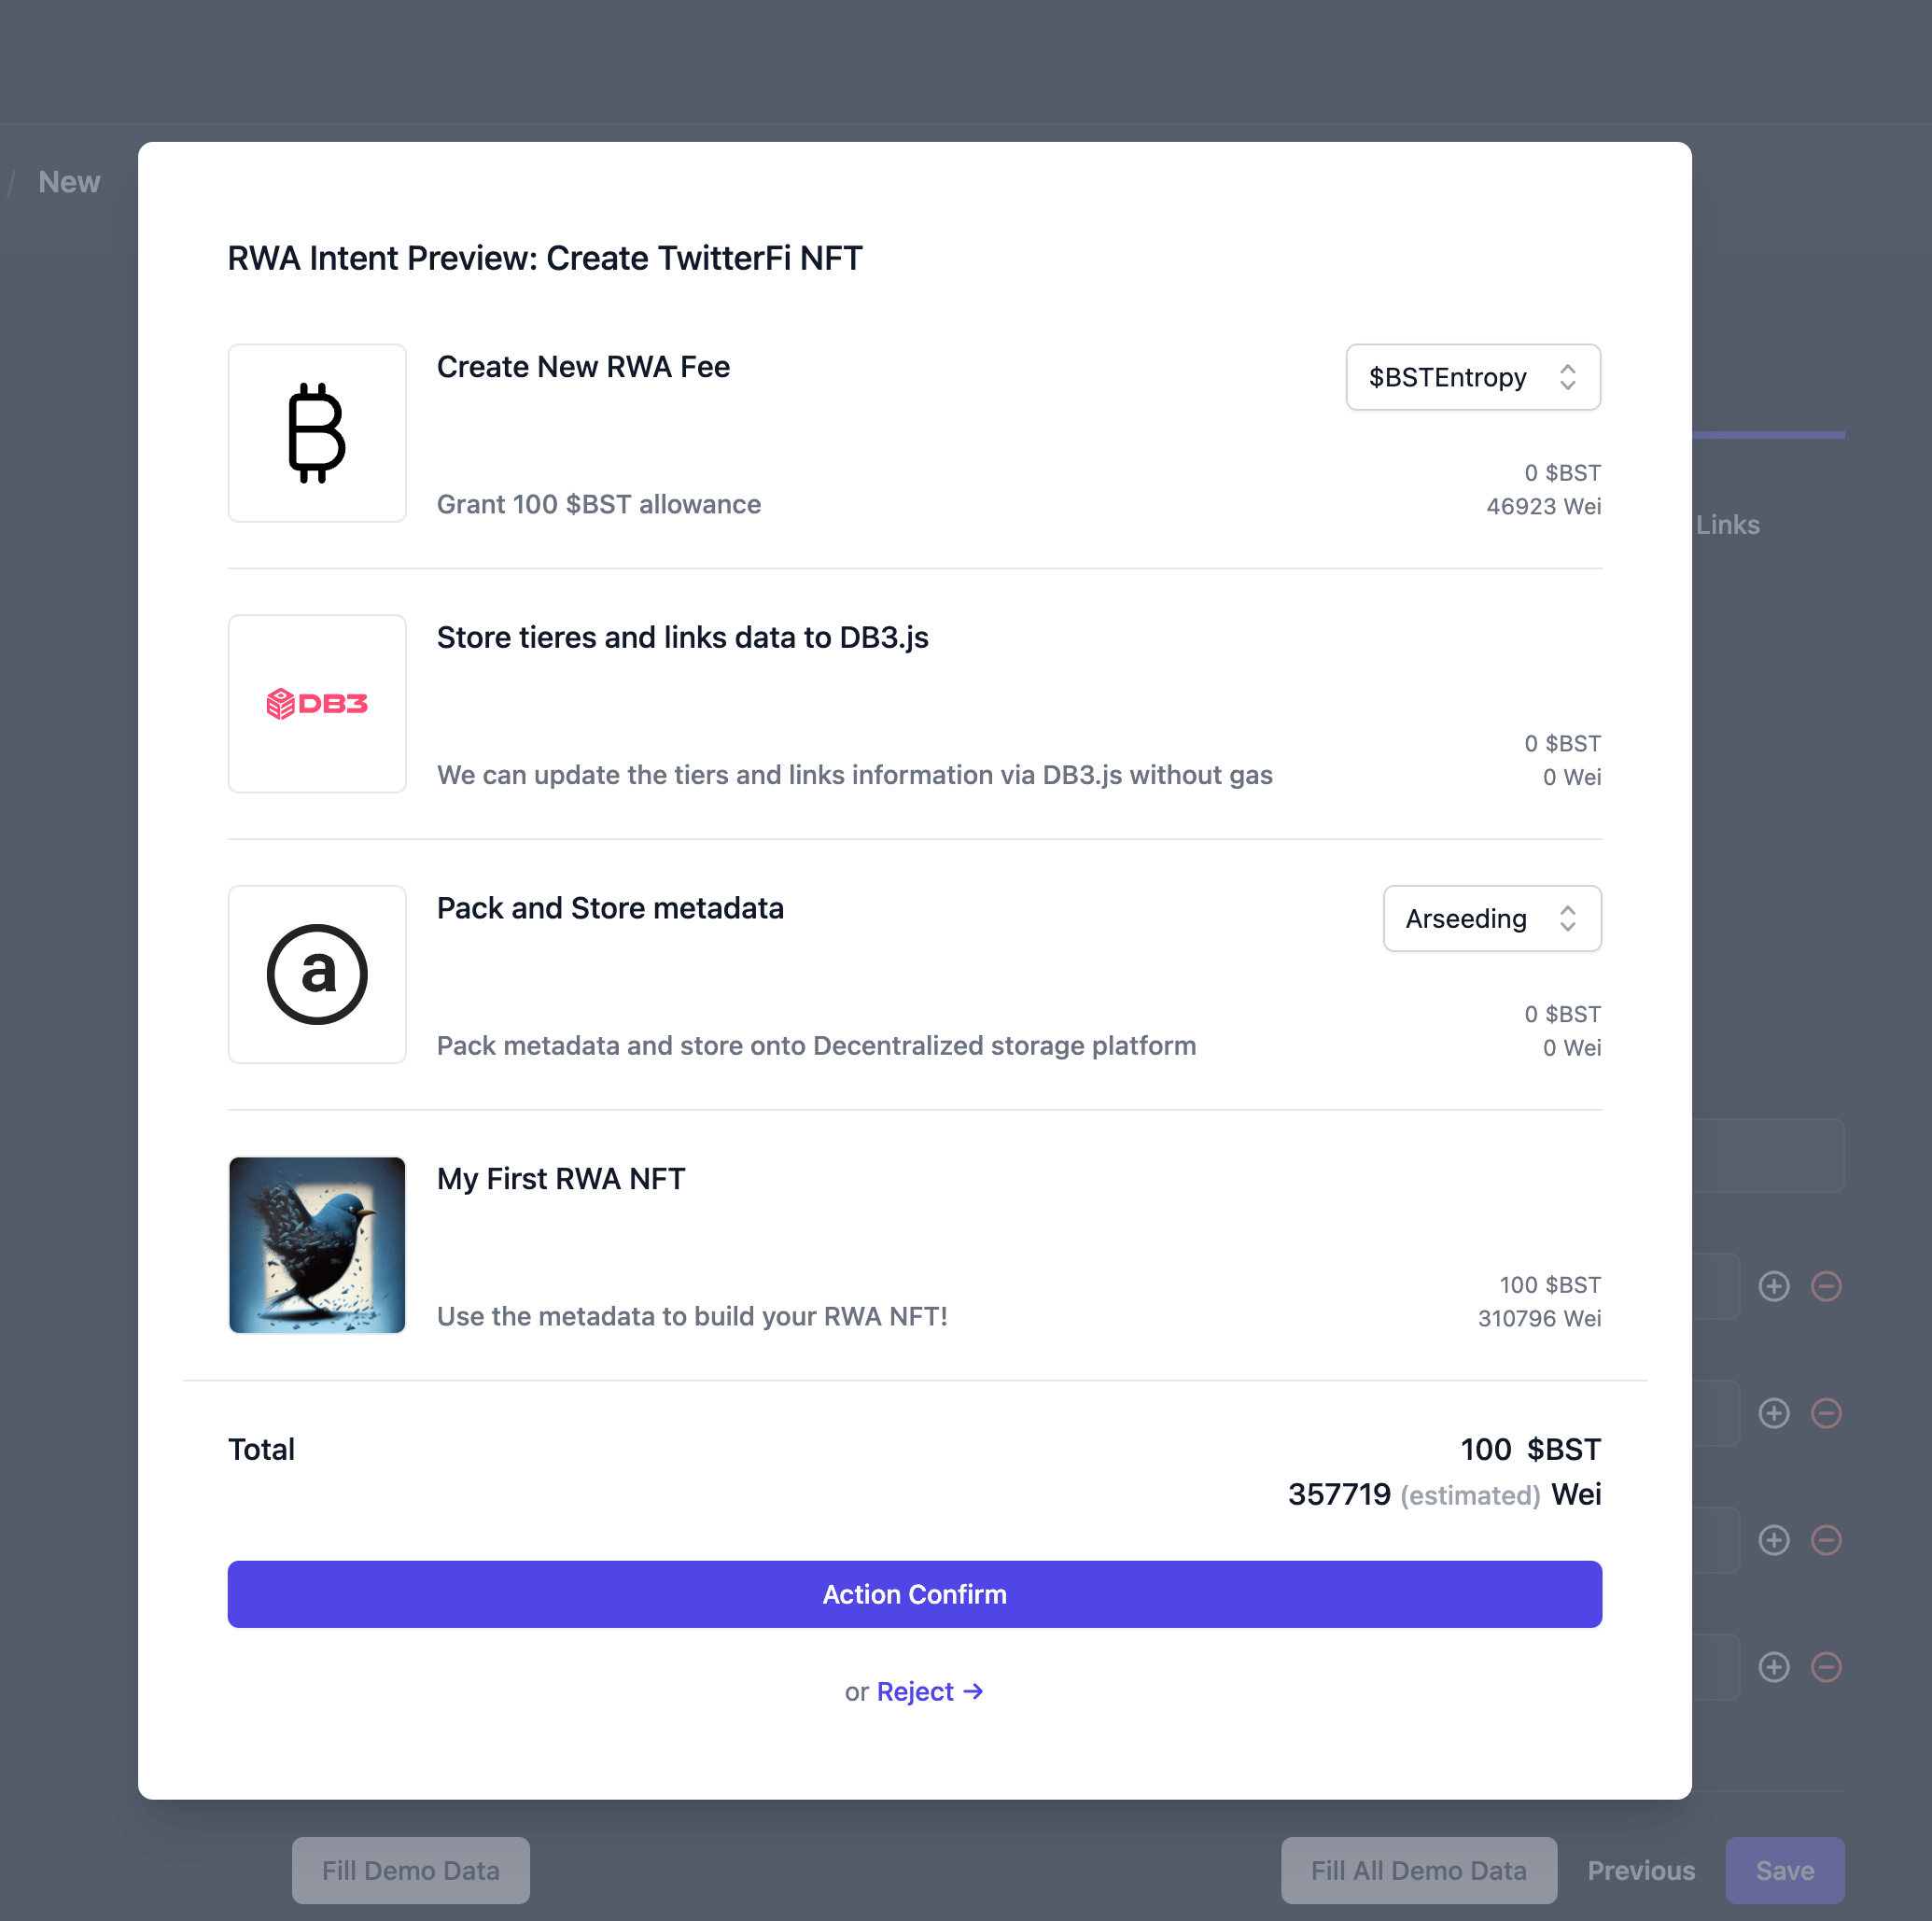 / New
RWA Intent Preview: Create TwitterFi NFT
Create New RWA Fee
$BSTEntropy
Grant 100 $BST allowance
0 $BST
46923 Wei
Links
Store tieres and links data to DB3.js
DB3
We can update the tiers and links information via DB3.js without gas
0 $BST
0 Wei
Pack and Store metadata
Arseeding
a
Pack metadata and store onto Decentralized storage platform
0 $BST
0 Wei
My First RWA NFT
Use the metadata to build your RWA NFT!
100 $BST
310796 Wei
Total
100 $BST
357719 (estimated) Wei
Action Confirm
or Reject →
Fill Demo Data
Fill All Demo Data
Previous
Save